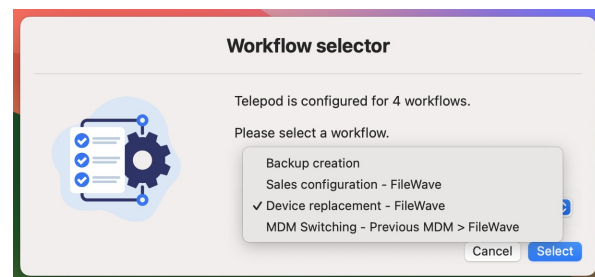 Workflow selector
Telepod is configured for 4 workflows.
Please select a workflow.
Backup creation
Sales configuration - FileWave
✓ Device replacement - FileWave
MDM Switching - Previous MDM > FileWave
Cancel Select